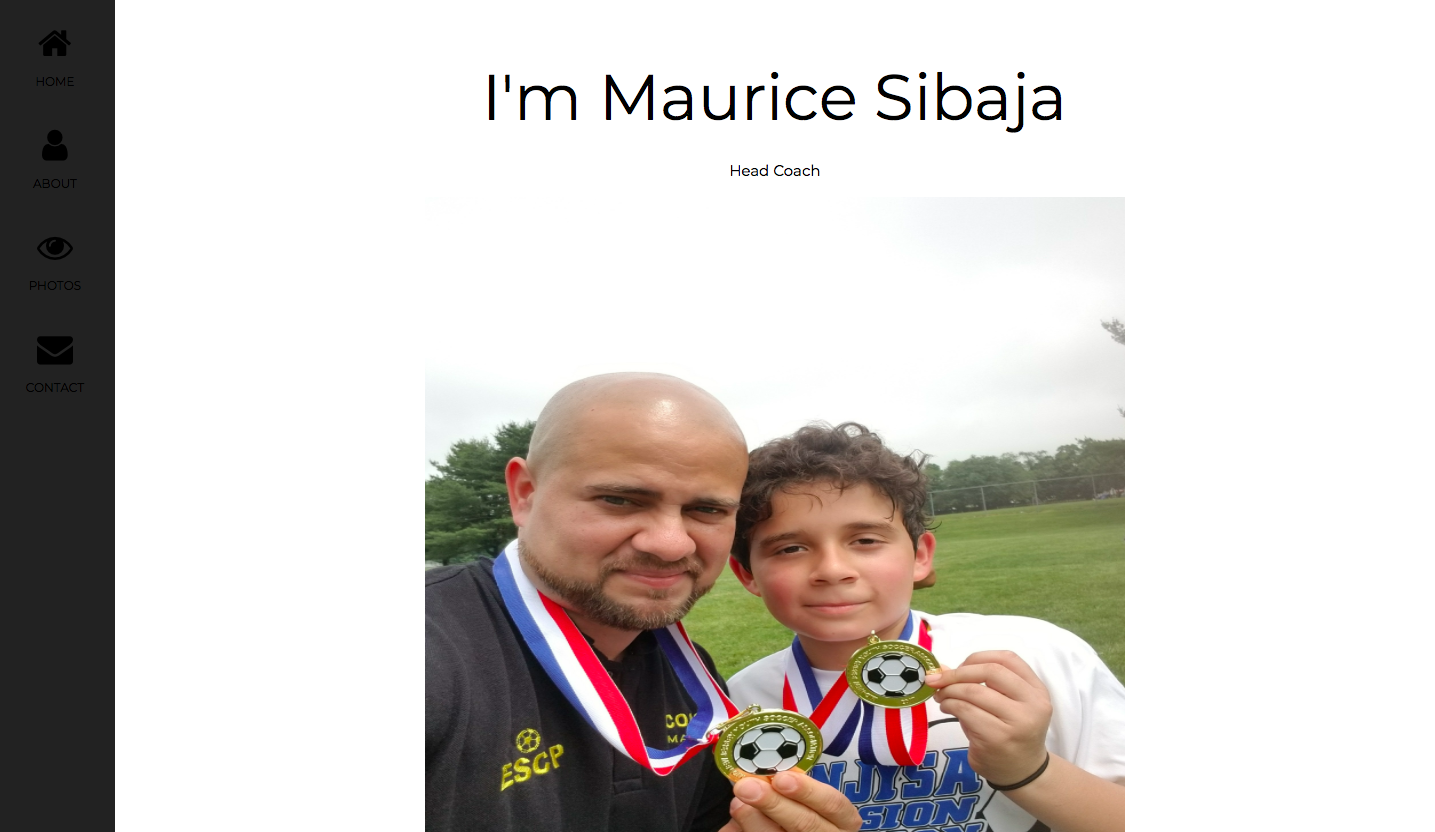 HOME
ABOUT
PHOTOS
CONTACT
I'm Maurice Sibaja
Head Coach
ESCP
NJYSA